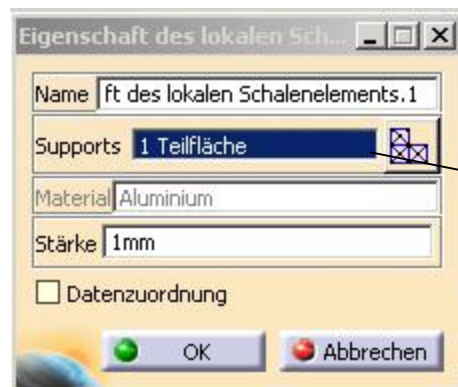 Eigenschaft des lokalen Sch...
Name ft des lokalen Schalenelements.1
Supports 1 Teilfläche
Material Aluminium
Stärke 1mm
Datenzuordnung
OK Abbrechen